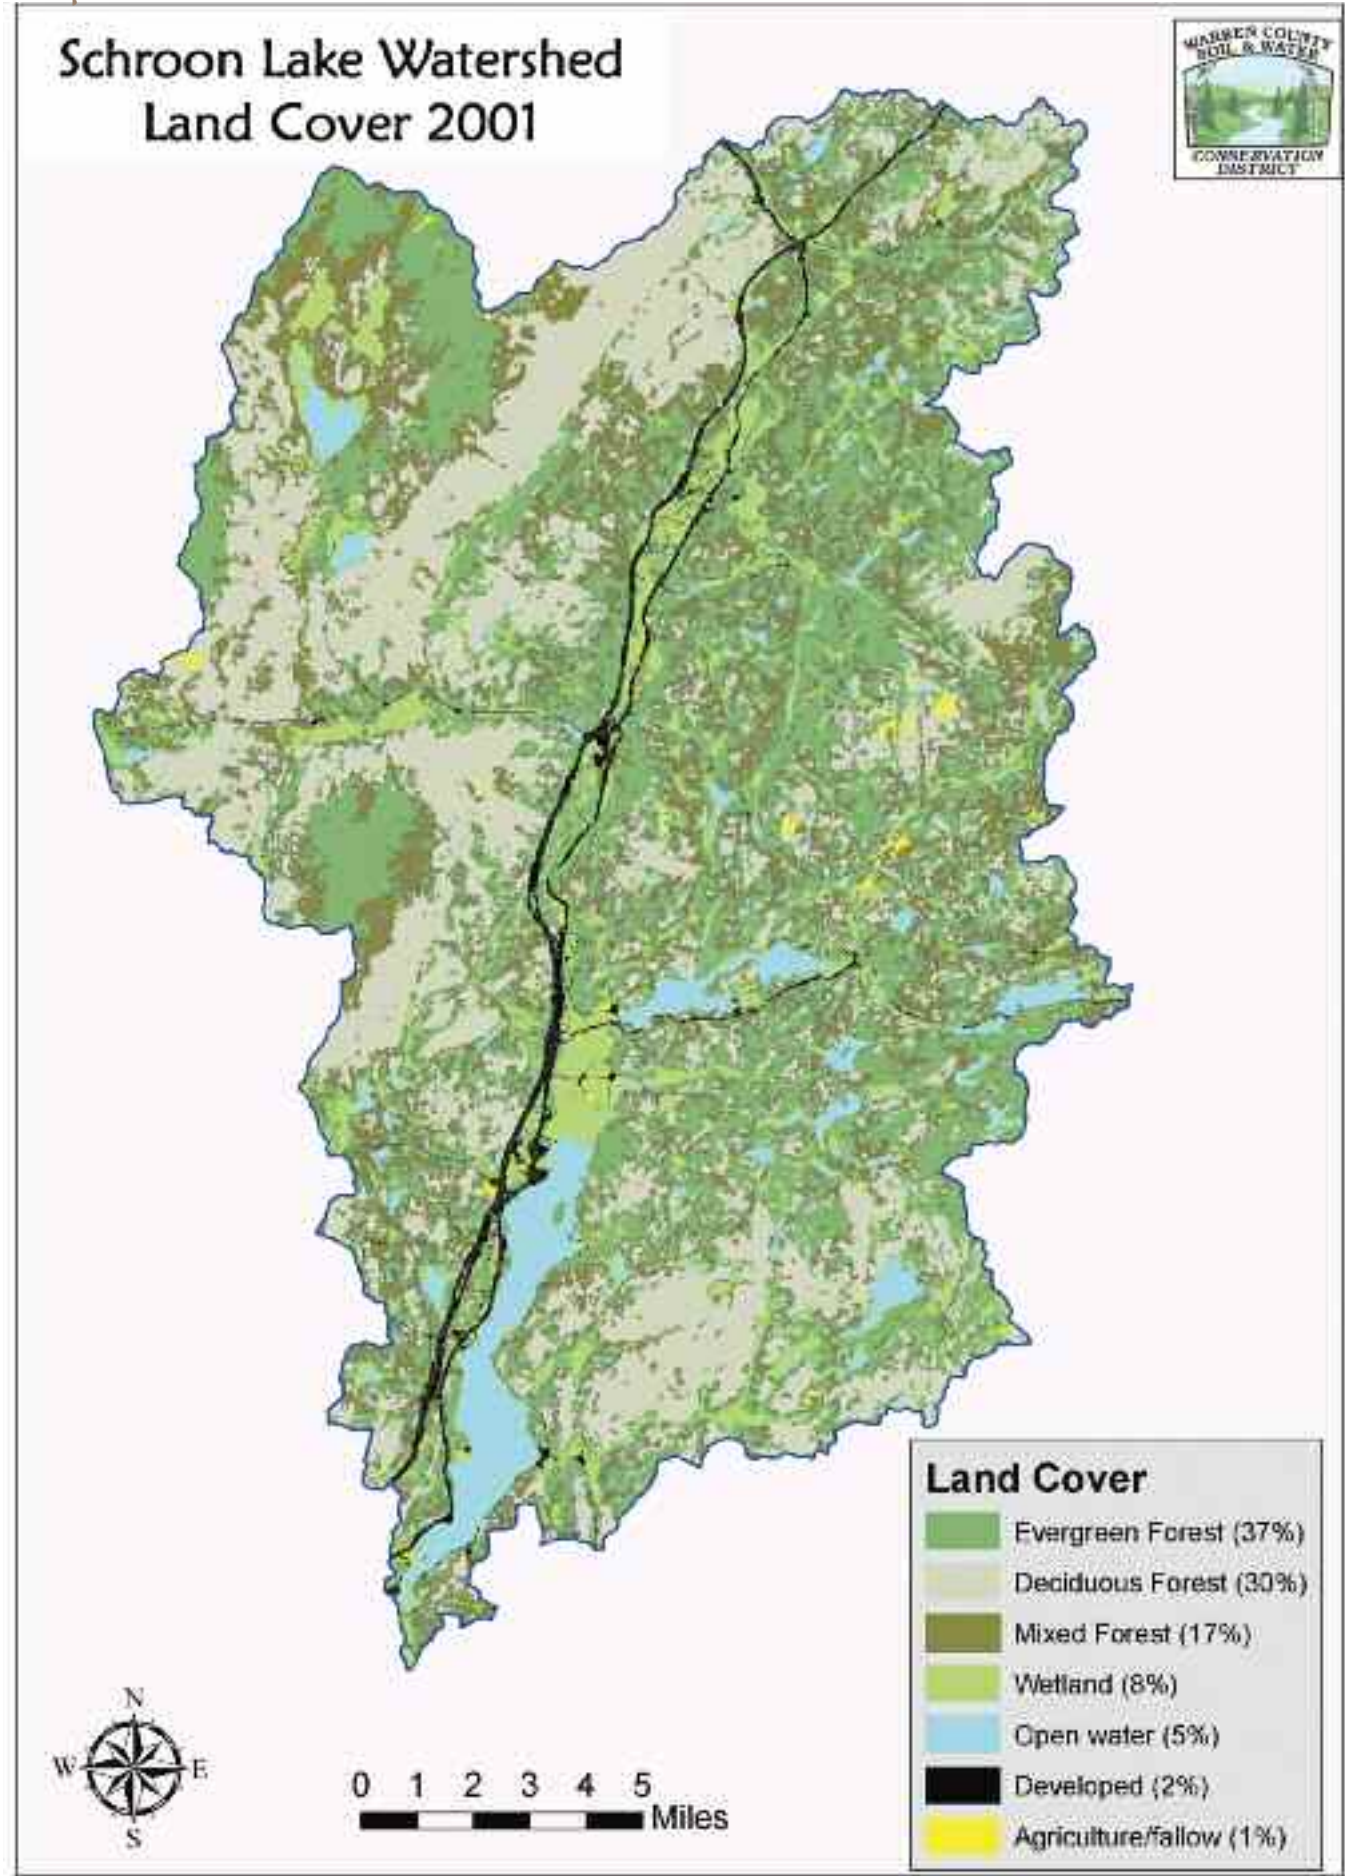 Schroon Lake Watershed
Land Cover 2001
WARREN COUNTY
SOIL & WATER
CONSERVATION
DISTRICT
Land Cover
Evergreen Forest (37%)
Deciduous Forest (30%)
Mixed Forest (17%)
Wetland (8%)
Open water (5%)
Developed (2%)
Agriculture/fallow (1%)
N
W E
S
0 1 2 3 4 5
Miles